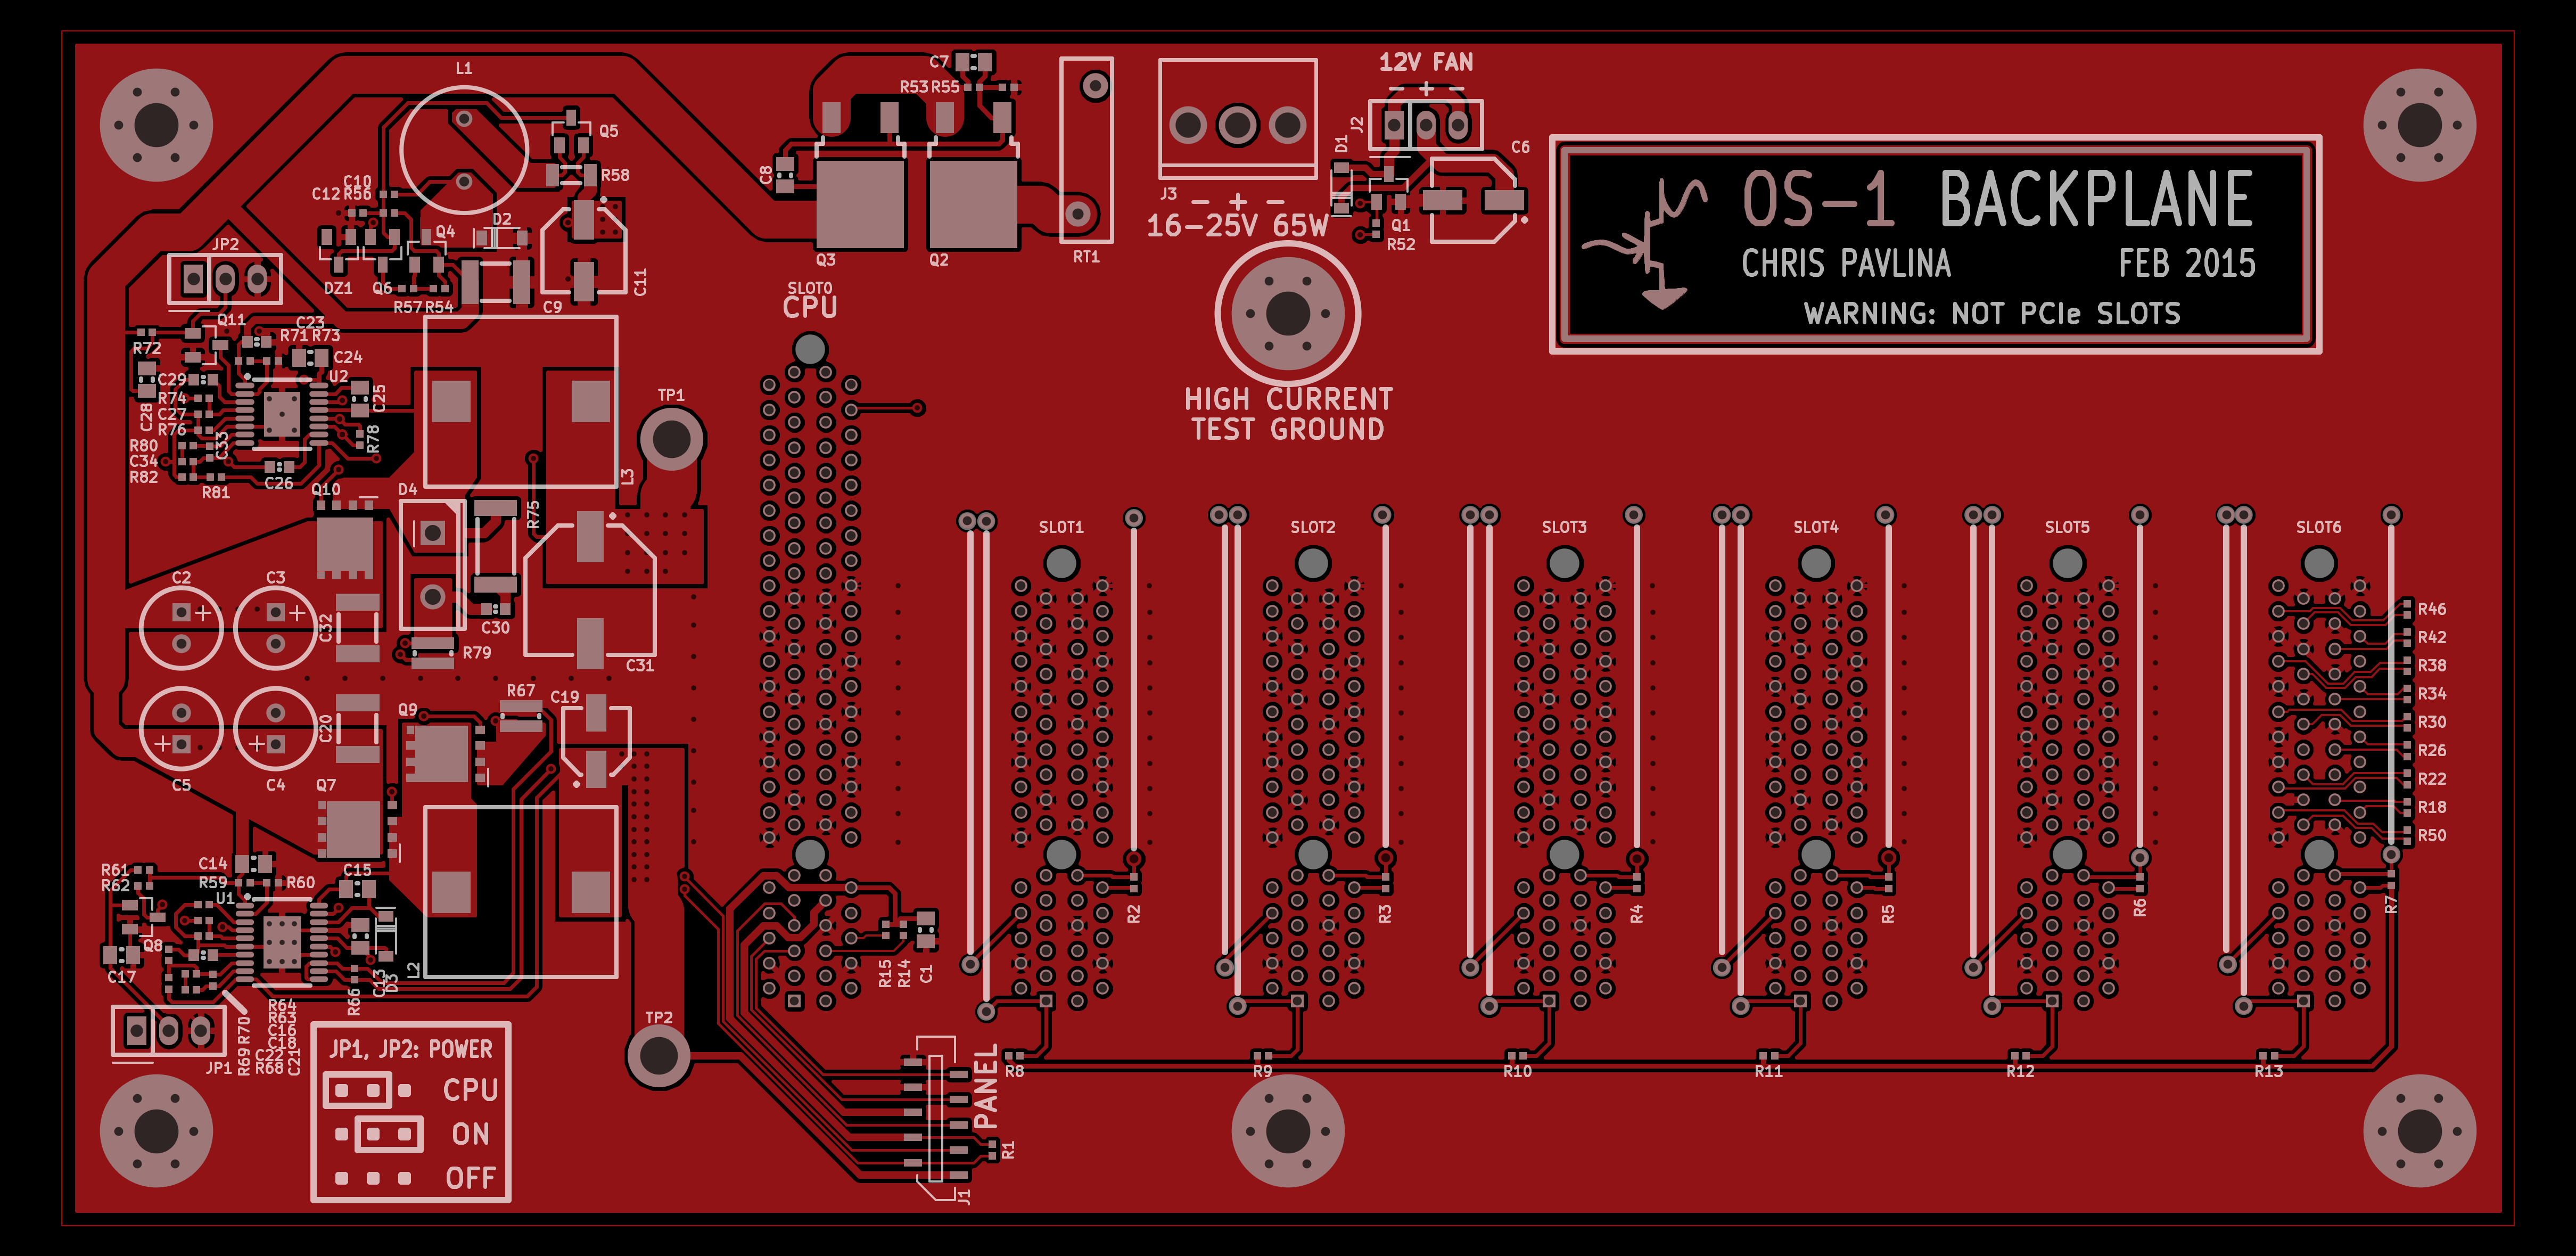 L1
C7
R53 R55
12V FAN
- + -
J2
D1
C6
Q5
R58
C8
C10
C12 R56
D2
Q4
J3
- + -
16-25V 65W
Q1
R52
OS-1 BACKPLANE
CHRIS PAVLINA FEB 2015
WARNING: NOT PCIe SLOTS
JP2
DZ1
Q6
R57 R54
C9
C11
Q3
Q2
RT1
SLOT0
CPU
Q11
R72
C23
R71 R73
C24
U2
C29
R74
C27
R76
C28
R80
C34
R82
C33
R81
C26
C25
R78
TP1
L3
HIGH CURRENT
TEST GROUND
Q10
D4
R75
SLOT1
SLOT2
SLOT3
SLOT4
SLOT5
SLOT6
C2
C3
+
+
C32
C30
R79
C31
R46
R42
R38
R34
R30
R26
R22
R18
R50
R67
C19
Q9
C20
+
+
C5
C4
Q7
R61
R62
C14
R59
R60
U1
C15
Q8
C17
C13
D3
R66
L2
R15
R14
C1
R2
R3
R4
R5
R6
R7
R64
R63
C16
C18
C22
R68
R70
R69
C21
JP1
TP2
PANEL
J1
R1
R8
R9
R10
R11
R12
R13
JP1, JP2: POWER
CPU
ON
OFF